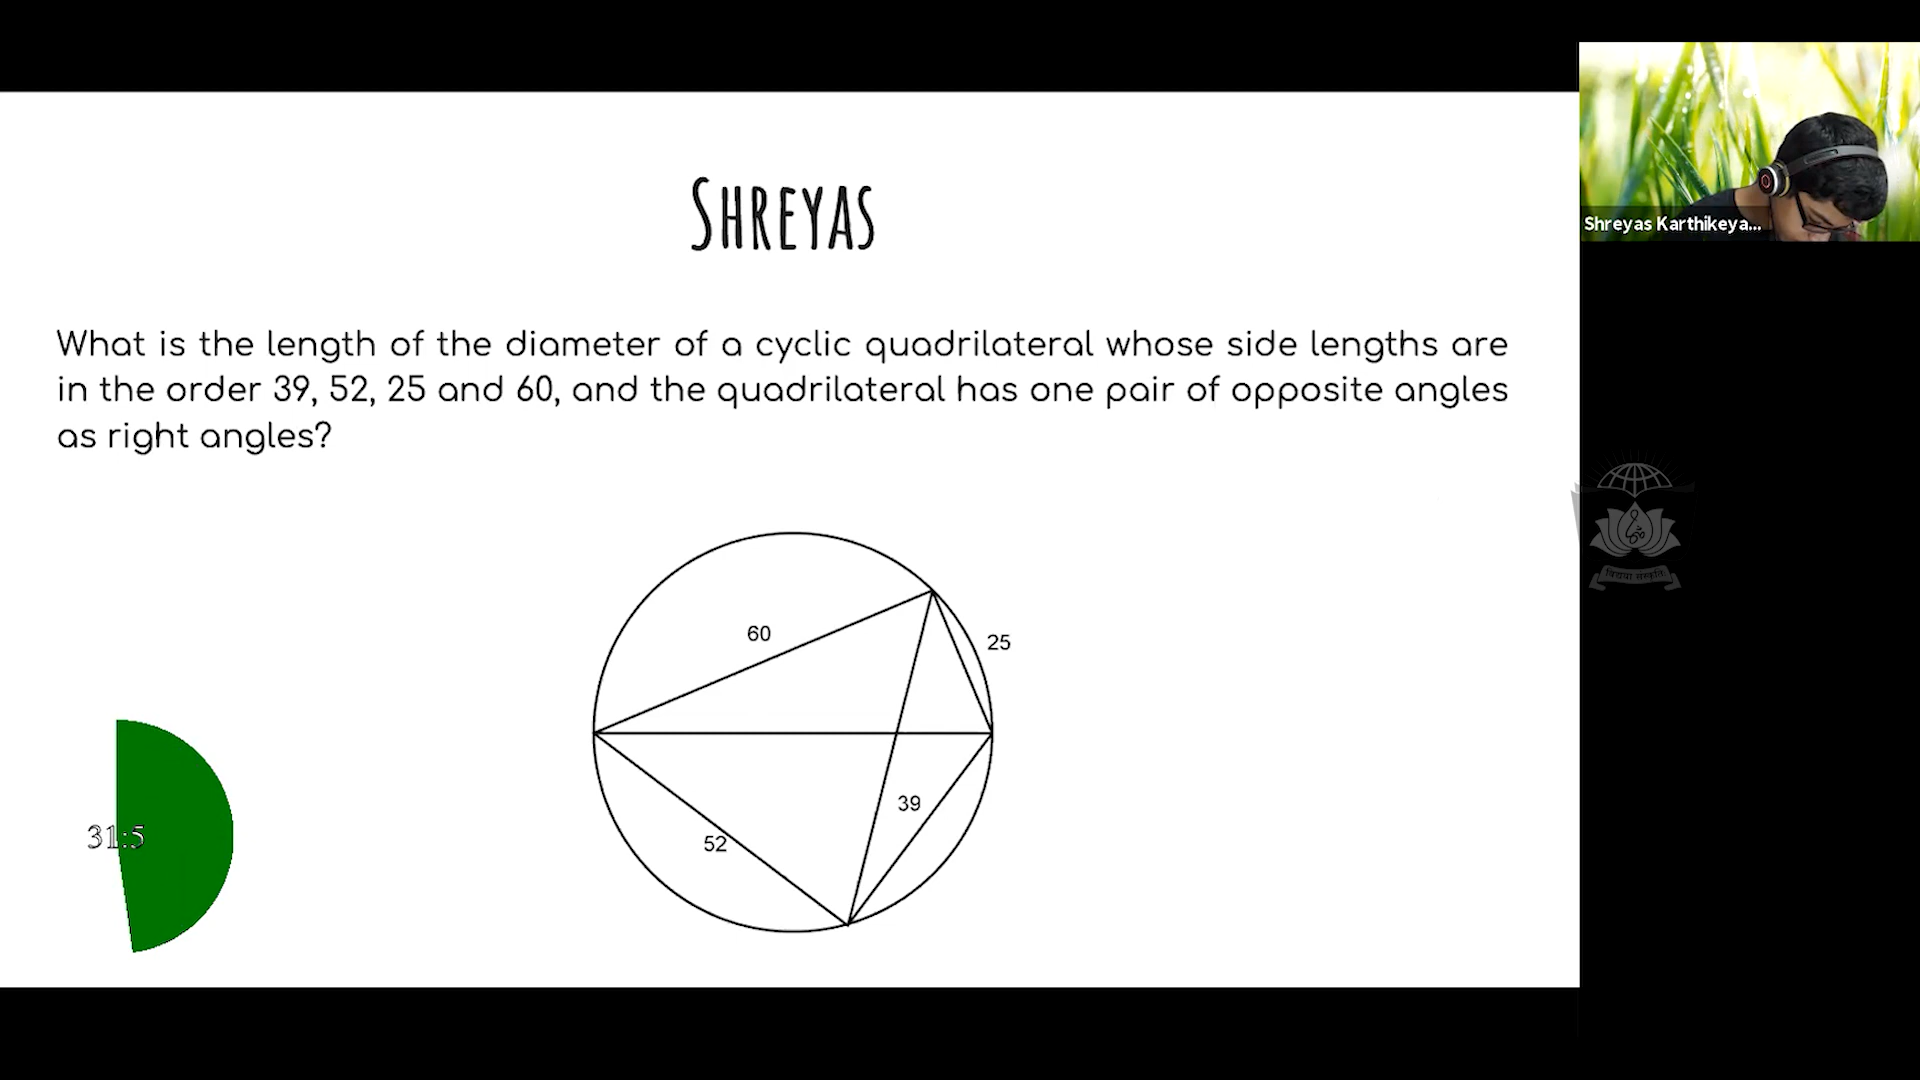 SHREYAS
What is the length of the diameter of a cyclic quadrilateral whose side lengths are
in the order 39, 52, 25 and 60, and the quadrilateral has one pair of opposite angles
as right angles?
60
25
39
52
31:5
Shreyas Karthikeya...
विद्यया संस्कृतिः